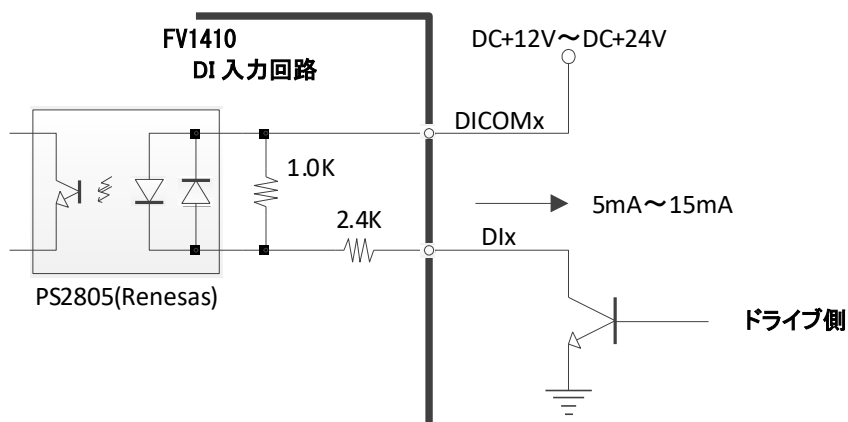 FV1410
DI 入力回路
DC+12V～DC+24V
DICOMx
1.0K
2.4K
5mA～15mA
DIx
PS2805(Renesas)
ドライブ側